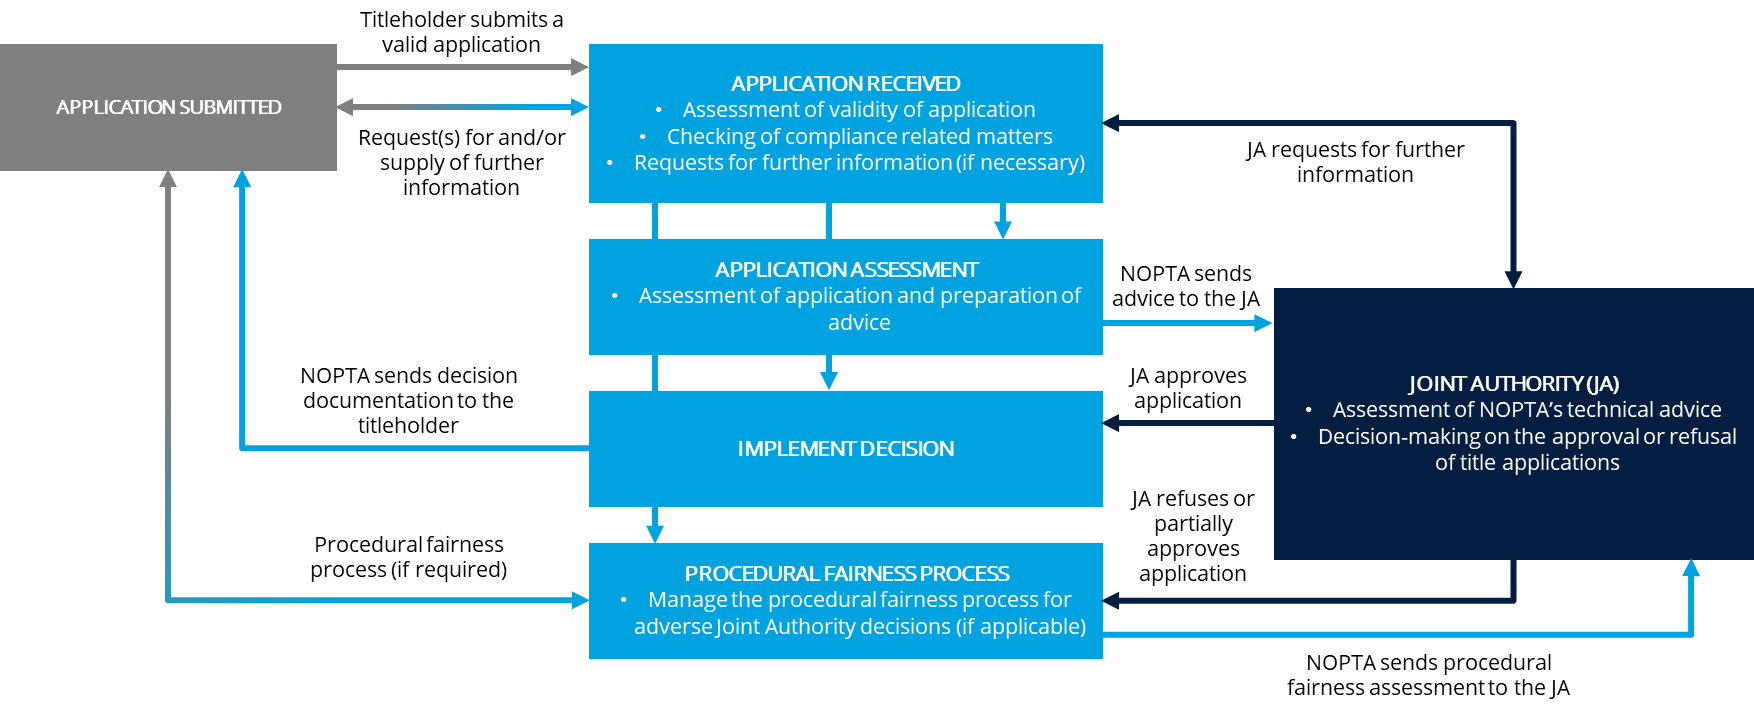 Titleholder submits a
valid application
APPLICATION SUBMITTED
Request(s) for and/or
supply of further
information
APPLICATION RECEIVED
• Assessment of validity of application
• Checking of compliance related matters
• Requests for further information (if necessary)
JA requests for further
information
APPLICATION ASSESSMENT
• Assessment of application and preparation of
advice
NOPTA sends
advice to the JA
JA approves
application
JOINT AUTHORITY (JA)
• Assessment of NOPTA's technical advice
• Decision-making on the approval or refusal
of title applications
NOPTA sends decision
documentation to the
titleholder
IMPLEMENT DECISION
JA refuses or
partially
approves
application
Procedural fairness
process (if required)
PROCEDURAL FAIRNESS PROCESS
• Manage the procedural fairness process for
adverse Joint Authority decisions (if applicable)
NOPTA sends procedural
fairness assessment to the JA